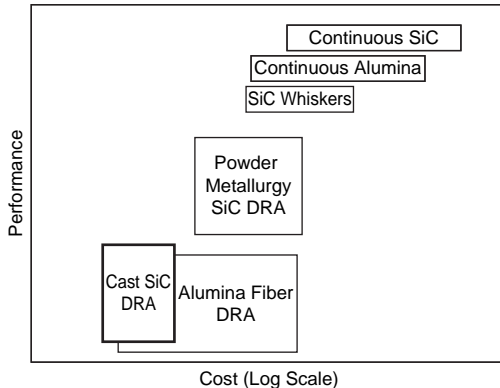 Continuous SiC
Continuous Alumina
SiC Whiskers
Powder
Metallurgy
SiC DRA
Cast SiC
DRA
Alumina Fiber
DRA
Performance
Cost (Log Scale)